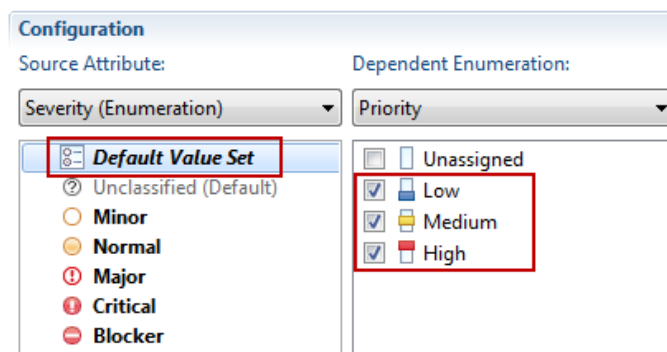 Configuration
Source Attribute:
Dependent Enumeration:
Severity (Enumeration)
Priority
Default Value Set
Unclassified (Default)
Minor
Normal
Major
Critical
Blocker
Unassigned
Low
Medium
High